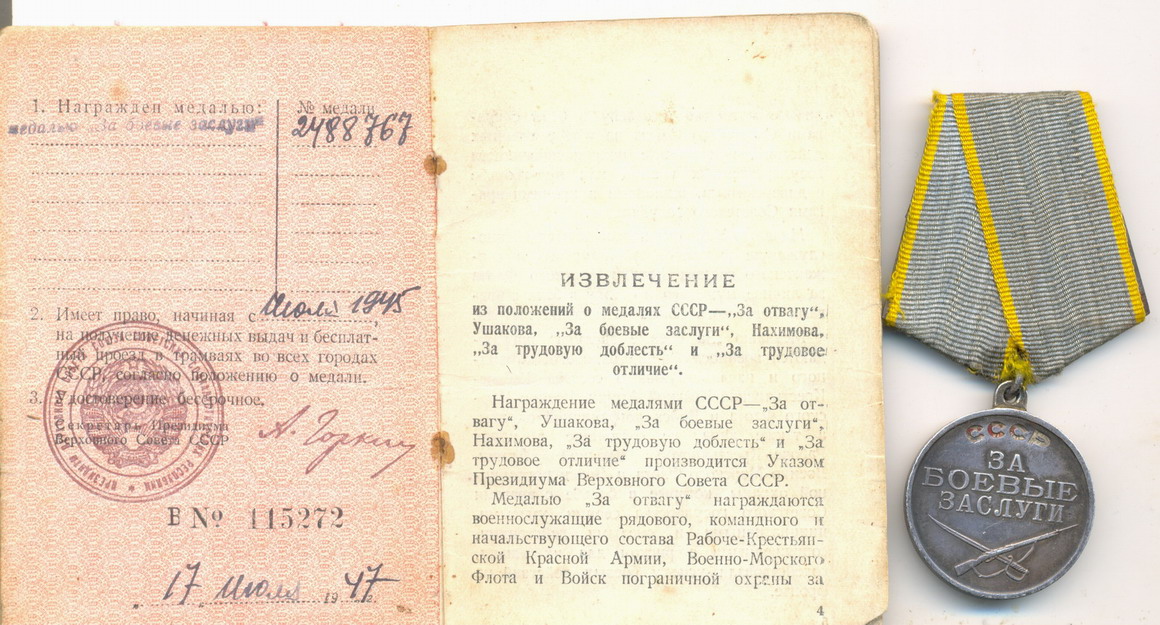 1. Награжден медалью:
№ медали
медалью „За боевые заслуги“
2488767
2. Имеет право, начиная с июля 1945
на получение денежных выдач и бесплат-
ный проезд в трамваях во всех городах
СССР, согласно положению о медали.
3. Удостоверение бессрочное.
Секретарь Президиума
Верховного Совета СССР
А. Горкин
В № 115272
„17“ июля 1947 г.
ИЗВЛЕЧЕНИЕ
из положений о медалях СССР—„За отвагу“,
Ушакова, „За боевые заслуги“, Нахимова,
„За трудовую доблесть“ и „За трудовое
отличие“.
Награждение медалями СССР—„За от-
вагу“, Ушакова, „За боевые заслуги“,
Нахимова, „За трудовую доблесть“ и „За
трудовое отличие“ производится Указом
Президиума Верховного Совета СССР.
Медалью „За отвагу“ награждаются
военнослужащие рядового, командного и
начальствующего состава Рабоче-Крестьян-
ской Красной Армии, Военно-Морского
Флота и Войск пограничной охраны за
4
СССР
ЗА
БОЕВЫЕ
ЗАСЛУГИ